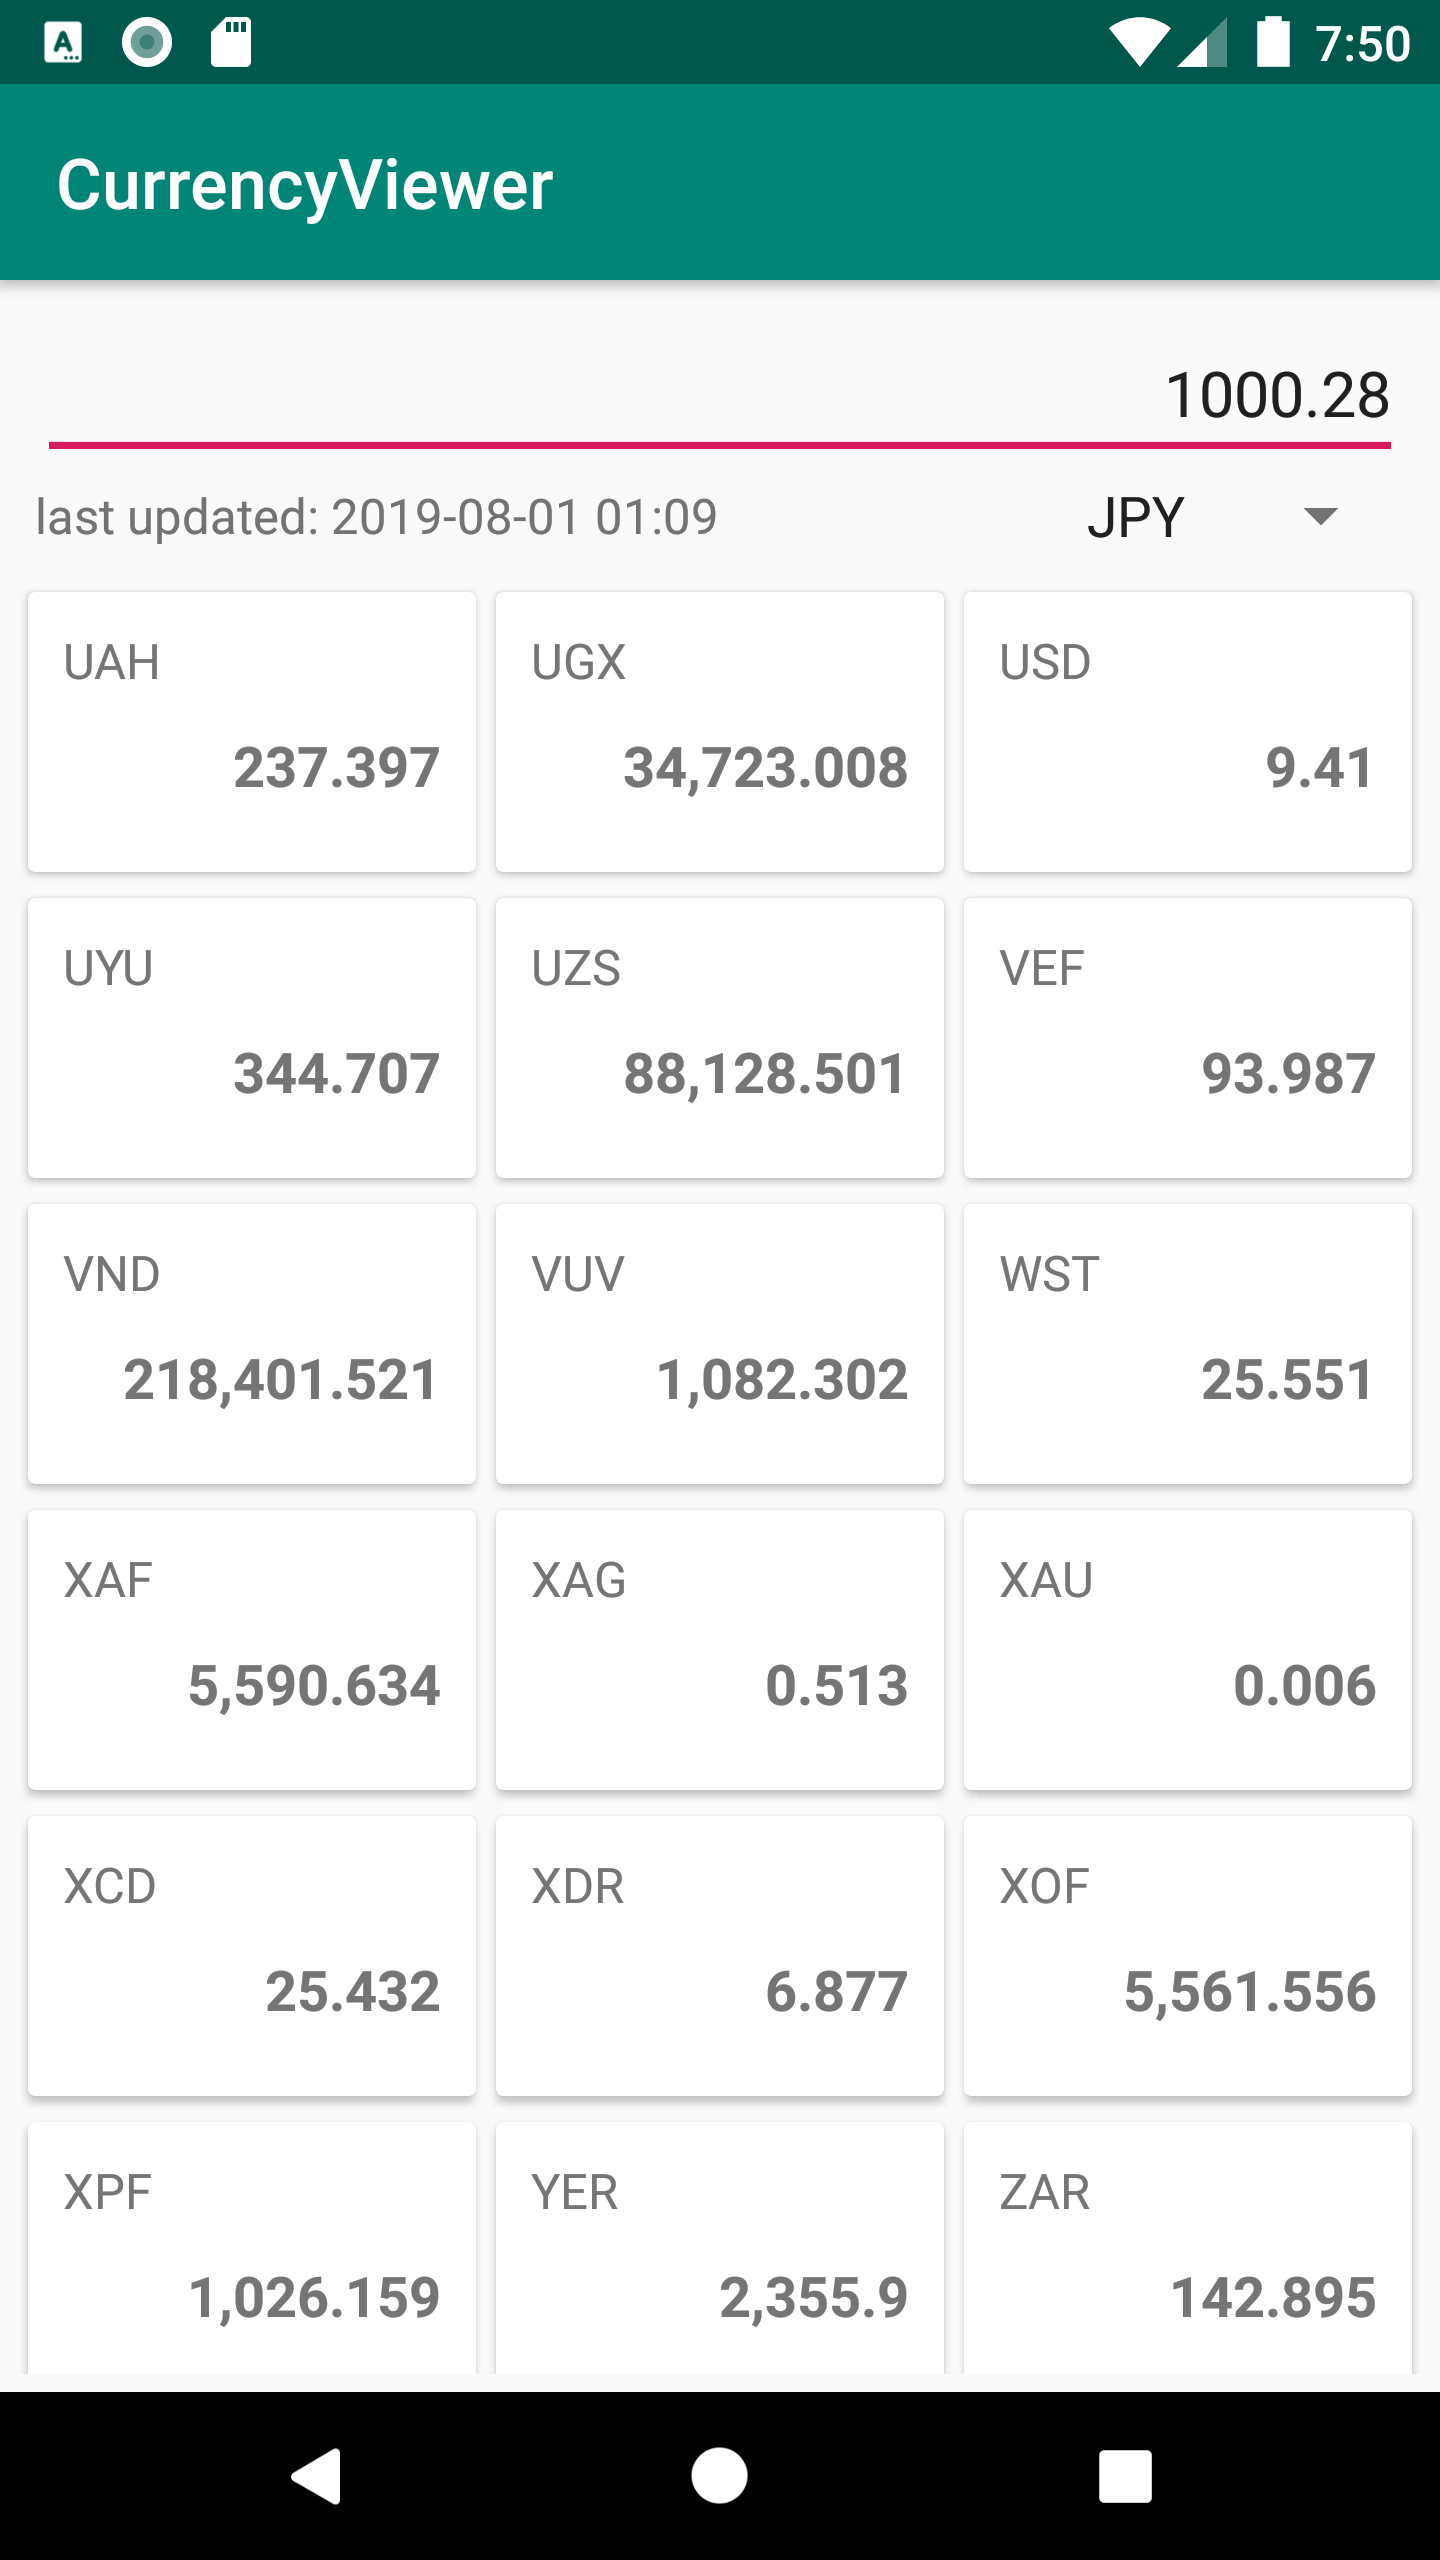 7:50
CurrencyViewer
1000.28
last updated: 2019-08-01 01:09 JPY
UAH UGX USD
237.397 34,723.008 9.41
UYU UZS VEF
344.707 88,128.501 93.987
VND VUV WST
218,401.521 1,082.302 25.551
XAF XAG XAU
5,590.634 0.513 0.006
XCD XDR XOF
25.432 6.877 5,561.556
XPF YER ZAR
1,026.159 2,355.9 142.895